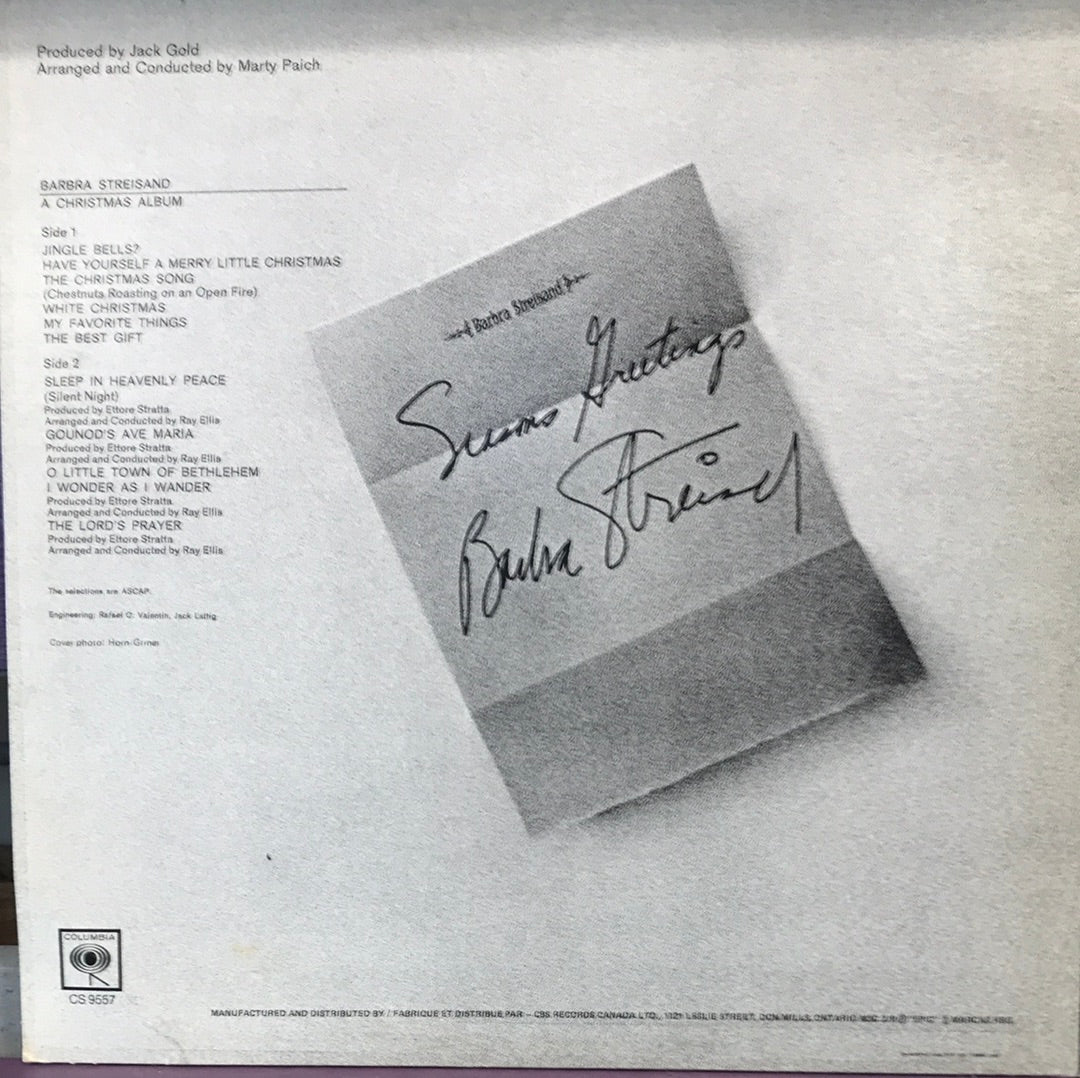 Produced by Jack Gold
Arranged and Conducted by Marty Paich
BARBRA STREISAND
A CHRISTMAS ALBUM
Side 1
JINGLE BELLS?
HAVE YOURSELF A MERRY LITTLE CHRISTMAS
THE CHRISTMAS SONG
(Chestnuts Roasting on an Open Fire)
WHITE CHRISTMAS
MY FAVORITE THINGS
THE BEST GIFT
Side 2
SLEEP IN HEAVENLY PEACE
(Silent Night)
Produced by Ettore Stratta
Arranged and Conducted by Ray Ellis
GOUNOD'S AVE MARIA
Produced by Ettore Stratta
Arranged and Conducted by Ray Ellis
O LITTLE TOWN OF BETHLEHEM
I WONDER AS I WANDER
Produced by Ettore Stratta
Arranged and Conducted by Ray Ellis
THE LORD'S PRAYER
Produced by Ettore Stratta
Arranged and Conducted by Ray Ellis
The selections are ASCAP.
Engineering: Rafael O. Valentin, Jack Lattig
Cover photo: Horn-Griner
Barbra Streisand
Seasons Greetings
Barbra Streisand
COLUMBIA
CS 9557
MANUFACTURED AND DISTRIBUTED BY / FABRIQUE ET DISTRIBUE PAR - CBS RECORDS CANADA LTD., 1121 LESLIE STREET, DON MILLS, ONTARIO